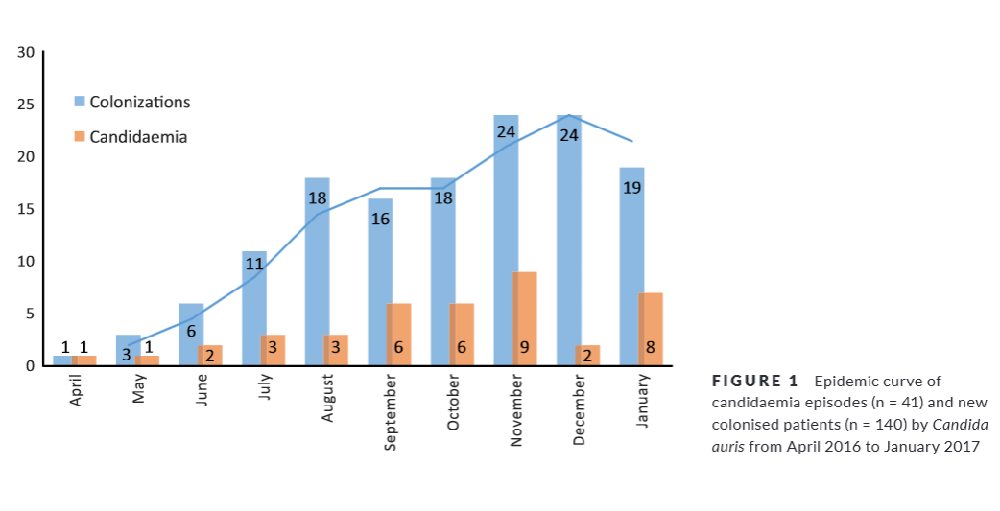 30
25
20
15
10
5
0
Colonizations
Candidaemia
1 1
3 1
6 2
11 3
18 3
16 6
18 6
24 9
24 2
19 8
April
May
June
July
August
September
October
November
December
January
FIGURE 1 Epidemic curve of
candidaemia episodes (n = 41) and new
colonised patients (n = 140) by Candida
auris from April 2016 to January 2017